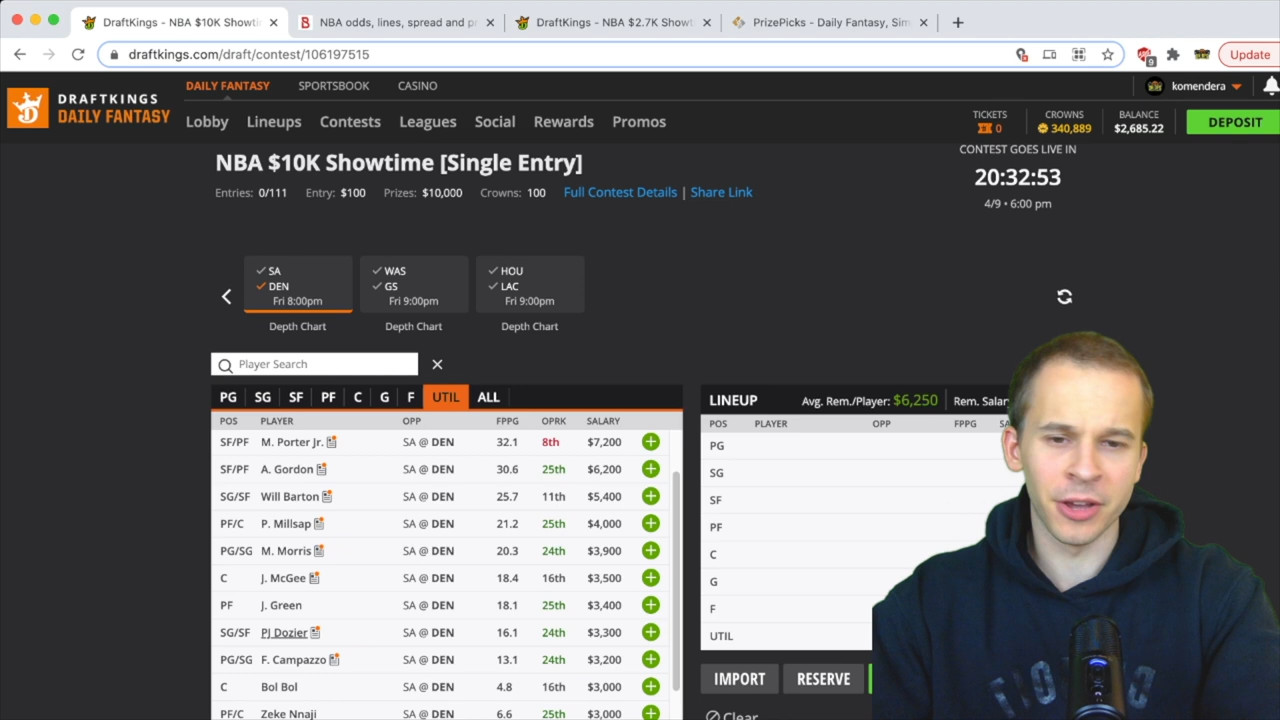 DraftKings - NBA $10K Showtim
NBA odds, lines, spread and p
DraftKings - NBA $2.7K Showt
PrizePicks - Daily Fantasy, Sim
draftkings.com/draft/contest/106197515
9
Update
DRAFTKINGS
DAILY FANTASY
DAILY FANTASY
SPORTSBOOK
CASINO
komendera
Lobby
Lineups
Contests
Leagues
Social
Rewards
Promos
TICKETS
0
CROWNS
340,889
BALANCE
$2,685.22
DEPOSIT
NBA $10K Showtime [Single Entry]
Entries: 0/111 Entry: $100 Prizes: $10,000 Crowns: 100 Full Contest Details | Share Link
CONTEST GOES LIVE IN
20:32:53
4/9 • 6:00 pm
SA
DEN
Fri 8:00pm
Depth Chart
WAS
GS
Fri 9:00pm
Depth Chart
HOU
LAC
Fri 9:00pm
Depth Chart
Player Search
PG SG SF PF C G F UTIL ALL
POS PLAYER OPP FPPG OPRK SALARY
SF/PF M. Porter Jr. SA @ DEN 32.1 8th $7,200
SF/PF A. Gordon SA @ DEN 30.6 25th $6,200
SG/SF Will Barton SA @ DEN 25.7 11th $5,400
PF/C P. Millsap SA @ DEN 21.2 25th $4,000
PG/SG M. Morris SA @ DEN 20.3 24th $3,900
C J. McGee SA @ DEN 18.4 16th $3,500
PF J. Green SA @ DEN 18.1 25th $3,400
SG/SF PJ Dozier SA @ DEN 16.1 24th $3,300
PG/SG F. Campazzo SA @ DEN 13.1 24th $3,200
C Bol Bol SA @ DEN 4.8 16th $3,000
PF/C Zeke Nnaji SA @ DEN 6.6 25th $3,000
LINEUP Avg. Rem./Player: $6,250 Rem. Salar
POS PLAYER OPP FPPG SA
PG
SG
SF
PF
C
G
F
UTIL
IMPORT
RESERVE
Clear